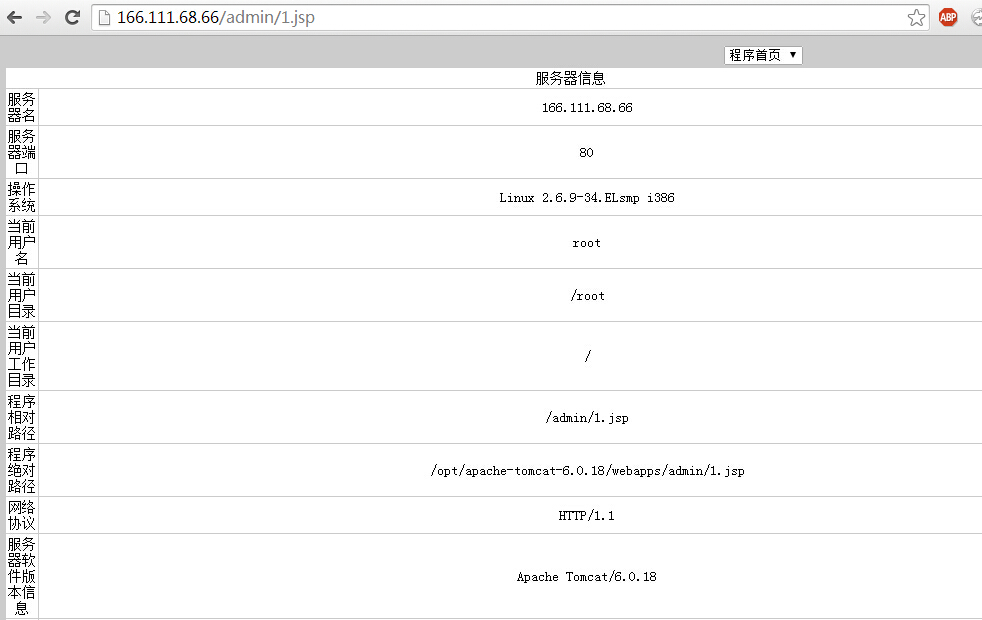 166.111.68.66/admin/1.jsp
ABP
程序首页
服务器信息
服务
器名
166.111.68.66
服务
器端
口
80
操作
系统
Linux 2.6.9-34.ELsmp i386
当前
用户
名
root
当前
用户
目录
/root
当前
用户
工作
目录
/
程序
相对
路径
/admin/1.jsp
程序
绝对
路径
/opt/apache-tomcat-6.0.18/webapps/admin/1.jsp
网络
协议
HTTP/1.1
服务
器软
件版
本信
息
Apache Tomcat/6.0.18